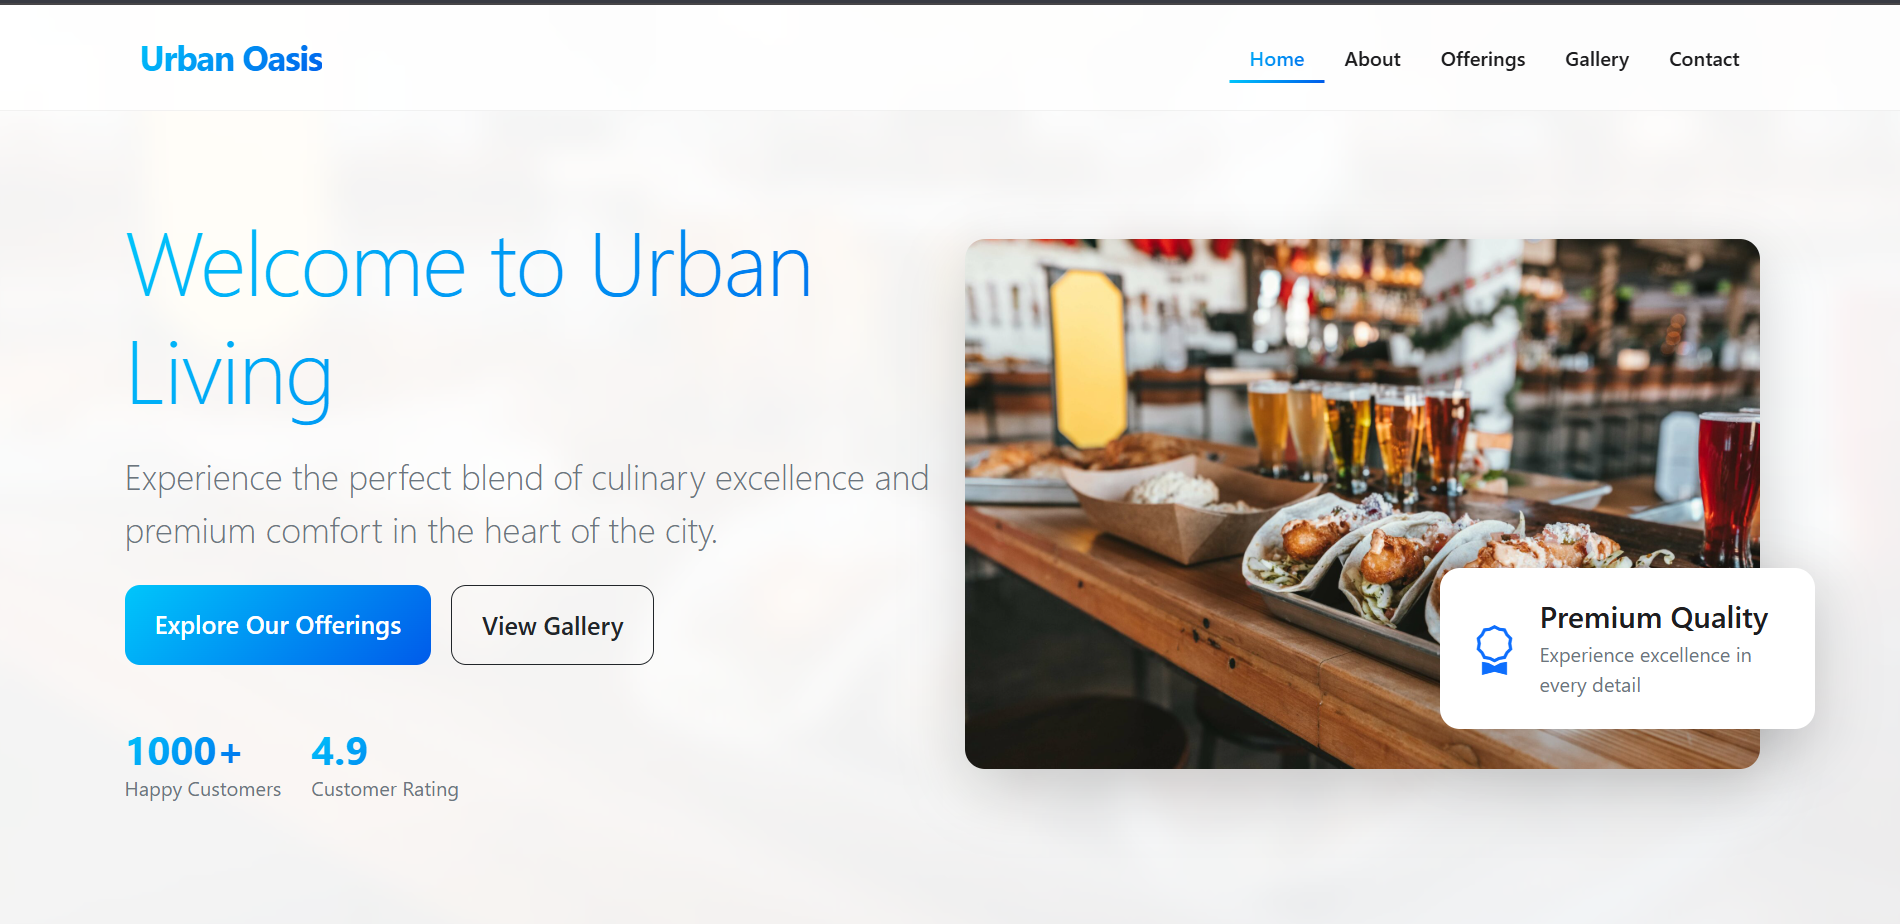 Urban Oasis
Home
About
Offerings
Gallery
Contact
Welcome to Urban
Living
Experience the perfect blend of culinary excellence and
premium comfort in the heart of the city.
Explore Our Offerings
View Gallery
1000+
Happy Customers
4.9
Customer Rating
Premium Quality
Experience excellence in
every detail